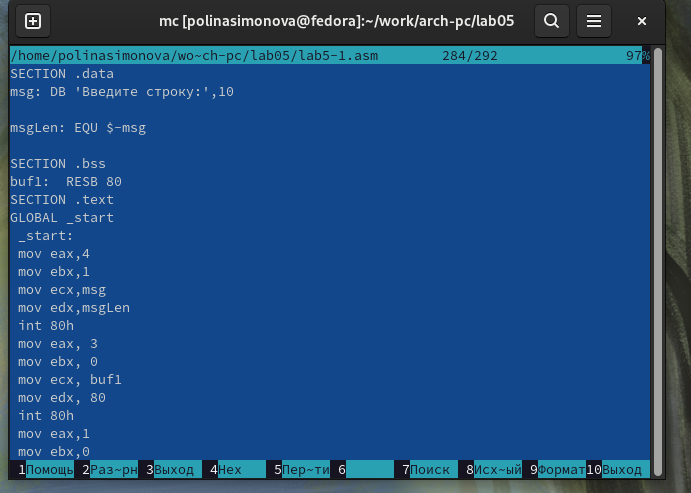 mc [polinasimonova@fedora]:~/work/arch-pc/lab05
/home/polinasimonova/wo~ch-pc/lab05/lab5-1.asm 284/292 97%
SECTION .data
msg: DB 'Введите строку:',10
msgLen: EQU $-msg
SECTION .bss
buf1: RESB 80
SECTION .text
GLOBAL _start
_start:
mov eax,4
mov ebx,1
mov ecx,msg
mov edx,msgLen
int 80h
mov eax, 3
mov ebx, 0
mov ecx, buf1
mov edx, 80
int 80h
mov eax,1
mov ebx,0
1Помощь 2Раз~рн 3Выход 4Hex 5Пер~ти 6 7Поиск 8Исх~ый 9Формат 10Выход